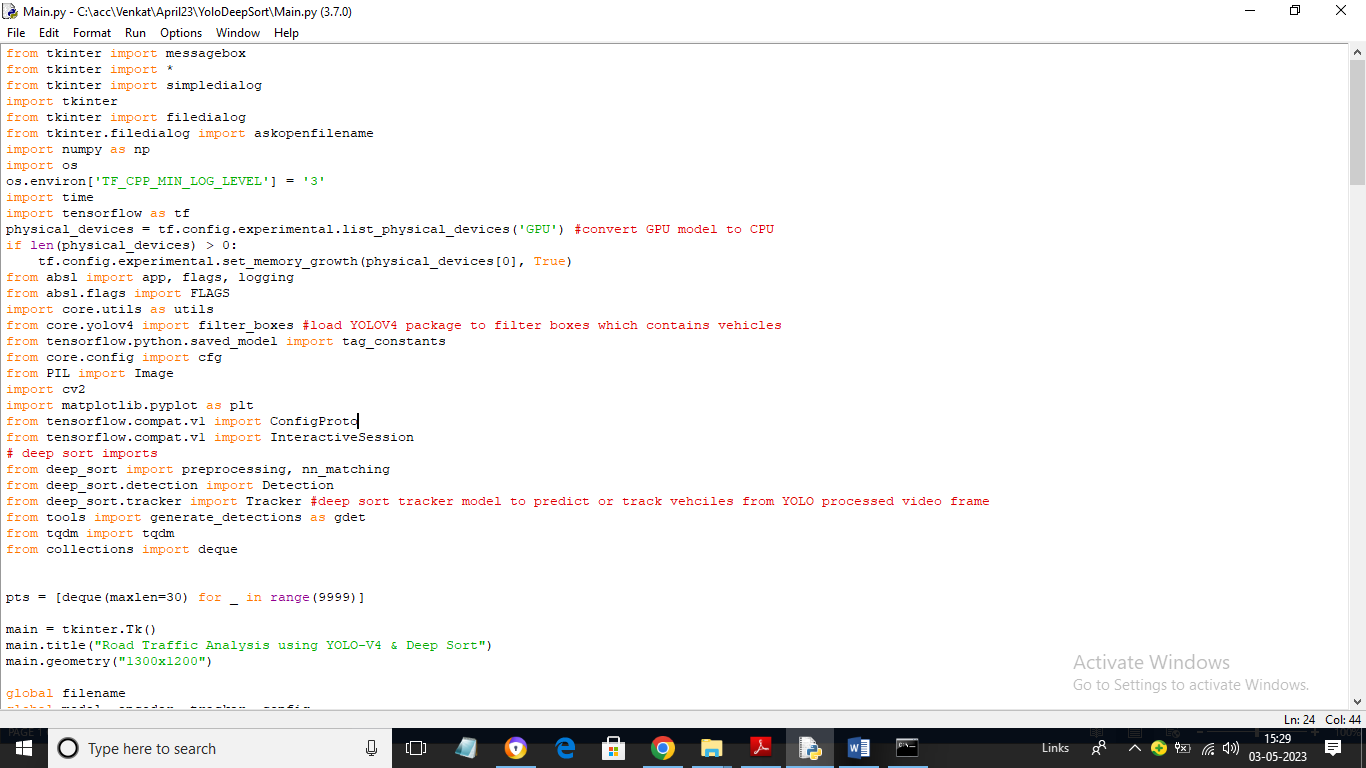 Main.py - C:\acc\Venkat\April23\YoloDeepSort\Main.py (3.7.0)
File Edit Format Run Options Window Help
from tkinter import messagebox
from tkinter import *
from tkinter import simpledialog
import tkinter
from tkinter import filedialog
from tkinter.filedialog import askopenfilename
import numpy as np
import os
os.environ['TF_CPP_MIN_LOG_LEVEL'] = '3'
import time
import tensorflow as tf
physical_devices = tf.config.experimental.list_physical_devices('GPU') #convert GPU model to CPU
if len(physical_devices) > 0:
    tf.config.experimental.set_memory_growth(physical_devices[0], True)
from absl import app, flags, logging
from absl.flags import FLAGS
import core.utils as utils
from core.yolov4 import filter_boxes #load YOLOV4 package to filter boxes which contains vehicles
from tensorflow.python.saved_model import tag_constants
from core.config import cfg
from PIL import Image
import cv2
import matplotlib.pyplot as plt
from tensorflow.compat.v1 import ConfigProto
from tensorflow.compat.v1 import InteractiveSession
# deep sort imports
from deep_sort import preprocessing, nn_matching
from deep_sort.detection import Detection
from deep_sort.tracker import Tracker #deep sort tracker model to predict or track vehciles from YOLO processed video frame
from tools import generate_detections as gdet
from tqdm import tqdm
from collections import deque
pts = [deque(maxlen=30) for _ in range(9999)]
main = tkinter.Tk()
main.title("Road Traffic Analysis using YOLO-V4 & Deep Sort")
main.geometry("1300x1200")
global filename
Activate Windows
Go to Settings to activate Windows.
Ln: 24 Col: 44
Type here to search
Links
15:29
03-05-2023